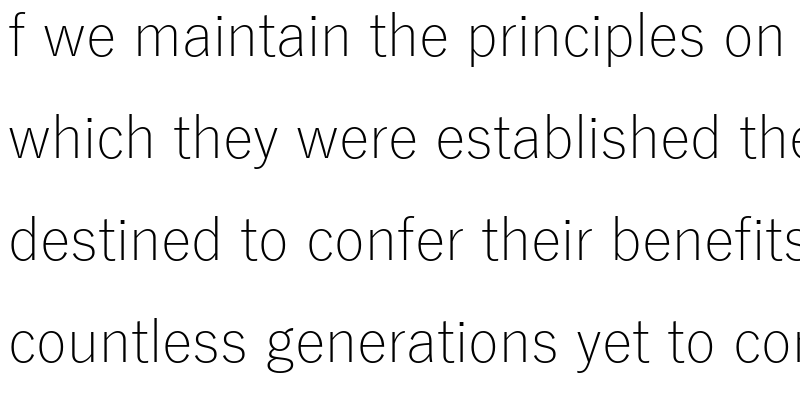 f we maintain the principles on
which they were established the
destined to confer their benefits
countless generations yet to co